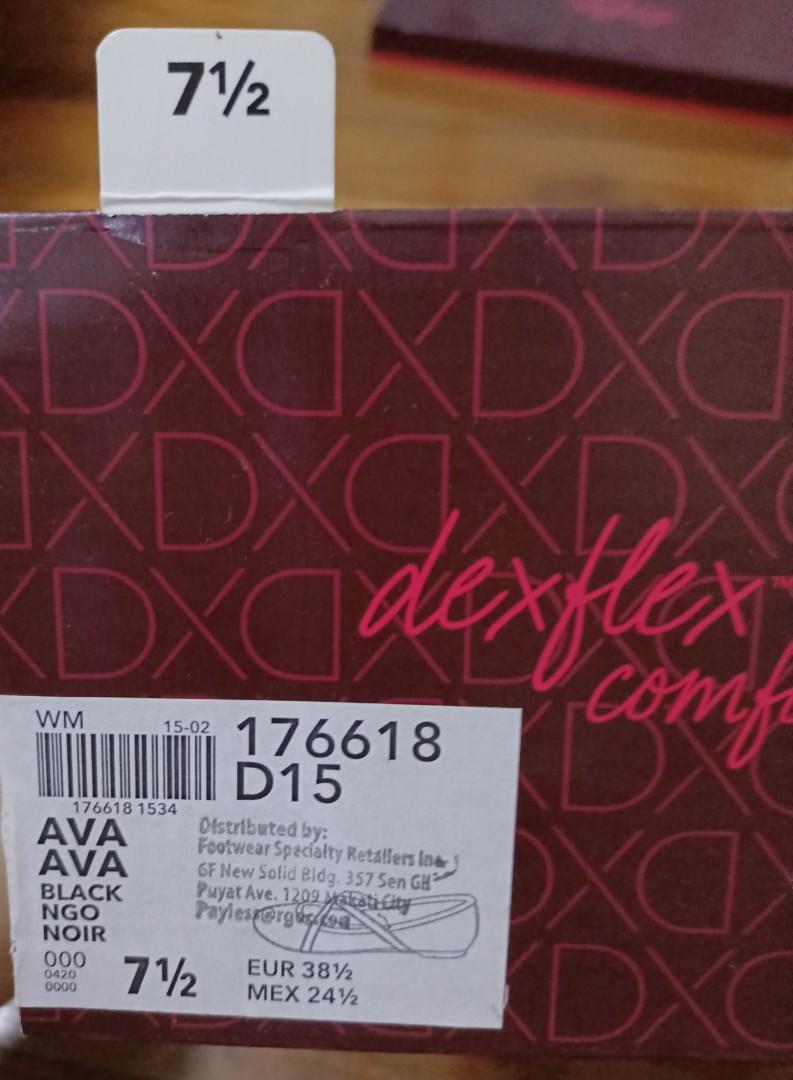 7½
dexflex™
comf
WM
15-02
176618
D15
176618 1534
AVA
AVA
BLACK
NGO
NOIR
Distributed by:
Footwear Specialty Retailers Inc.
6F New Solid Bldg. 357 Sen Gil
Puyat Ave. 1209 Makati City
000
0420
0000
7½
EUR 38½
MEX 24½